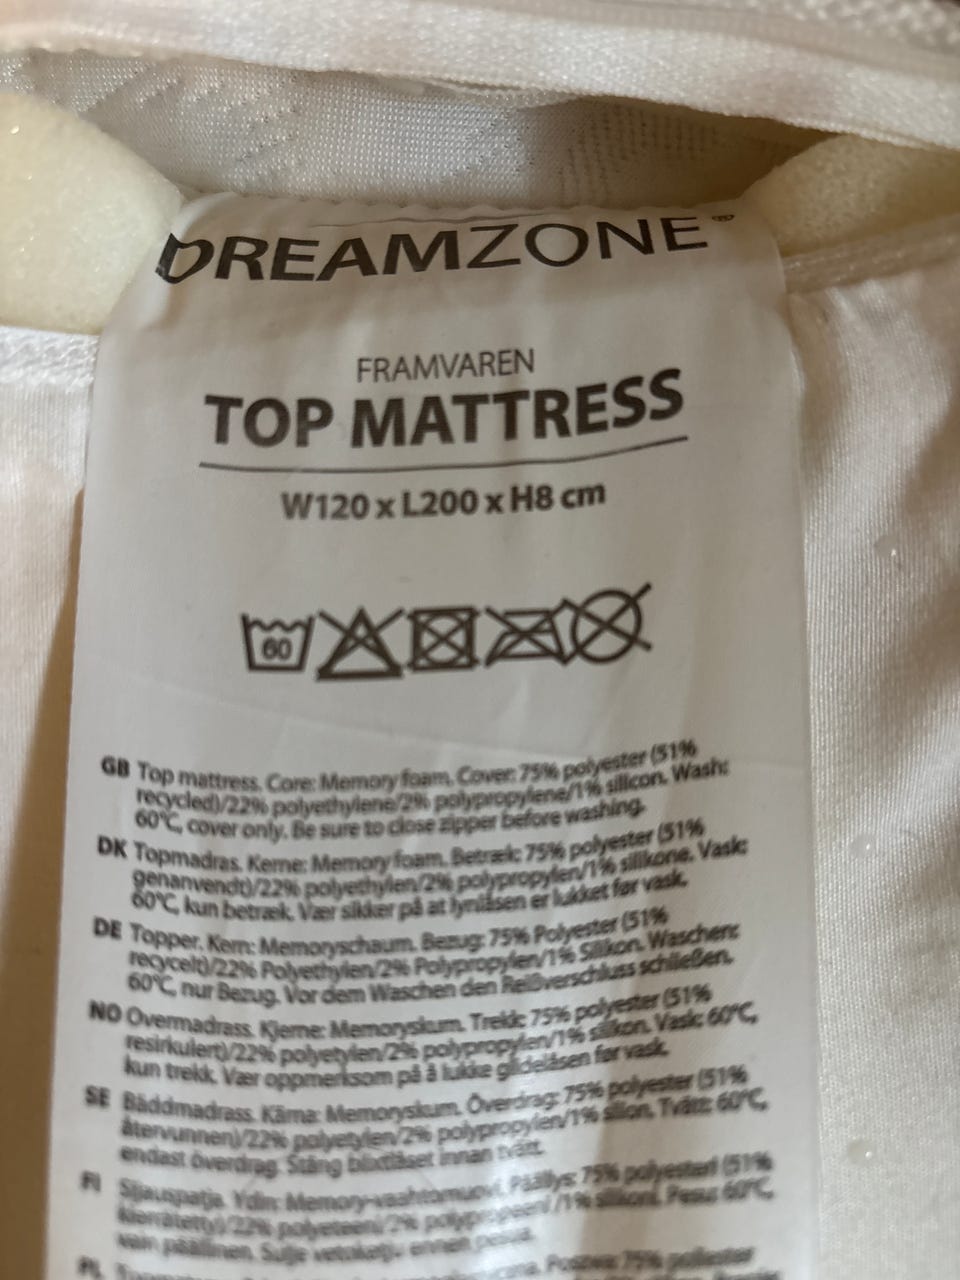 DREAMZONE®
FRAMVAREN
TOP MATTRESS
W120 x L200 x H8 cm
60
GB Top mattress. Core: Memory foam. Cover: 75% polyester (51%
recycled)/22% polyethylene/2% polypropylene/1% silicon. Wash:
60°C, cover only. Be sure to close zipper before washing.
DK Topmadras. Kerne: Memory foam. Betræk: 75% polyester (51%
genanvendt)/22% polyethylen/2% polypropylen/1% silikone. Vask:
60°C, kun betræk. Vær sikker på at lynlåsen er lukket før vask.
DE Topper. Kern: Memoryschaum. Bezug: 75% Polyester (51%
recycelt)/22% Polyethylen/2% Polypropylen/1% Silikon. Waschen:
60°C, nur Bezug. Vor dem Waschen den Reißverschluss schließen.
NO Overmadrass. Kjerne: Memoryskum. Trekk: 75% polyester (51%
resirkulert)/22% polyetylen/2% polypropylen/1% silikon. Vask: 60°C,
kun trekk. Vær oppmerksom på å lukke glidelåsen før vask.
SE Bäddmadrass. Kärna: Memoryskum. Överdrag: 75% polyester (51%
återvunnen)/22% polyetylen/2% polypropylen/1% silion. Tvätt: 60°C,
endast överdrag. Stäng blixtlåset innan tvätt.
FI Sijauspatja. Ydin: Memory-vaahtomuovi. Päällys: 75% polyesteri (51%
kierrätetty)/22% polyeteeni/2% polypropeeni/1% silikoni. Pesu: 60°C,
vain päällinen. Sulje vetoketju ennen pesua.
PL 75% poliester